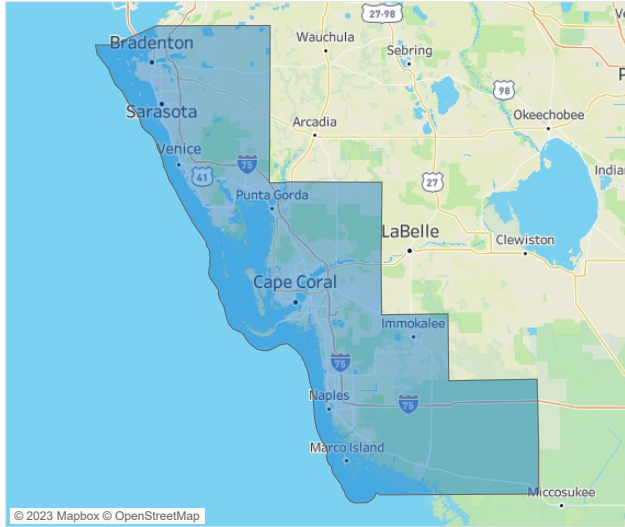 27-98
Ve
Bradenton
Wauchula
Sebring
P
98
Sarasota
Okeechobee
Arcadia
Venice
75
Indian
41
27
Punta Gorda
LaBelle
Clewiston
Cape Coral
Immokalee
75
Naples
75
Marco Island
Miccosukee
© 2023 Mapbox © OpenStreetMap